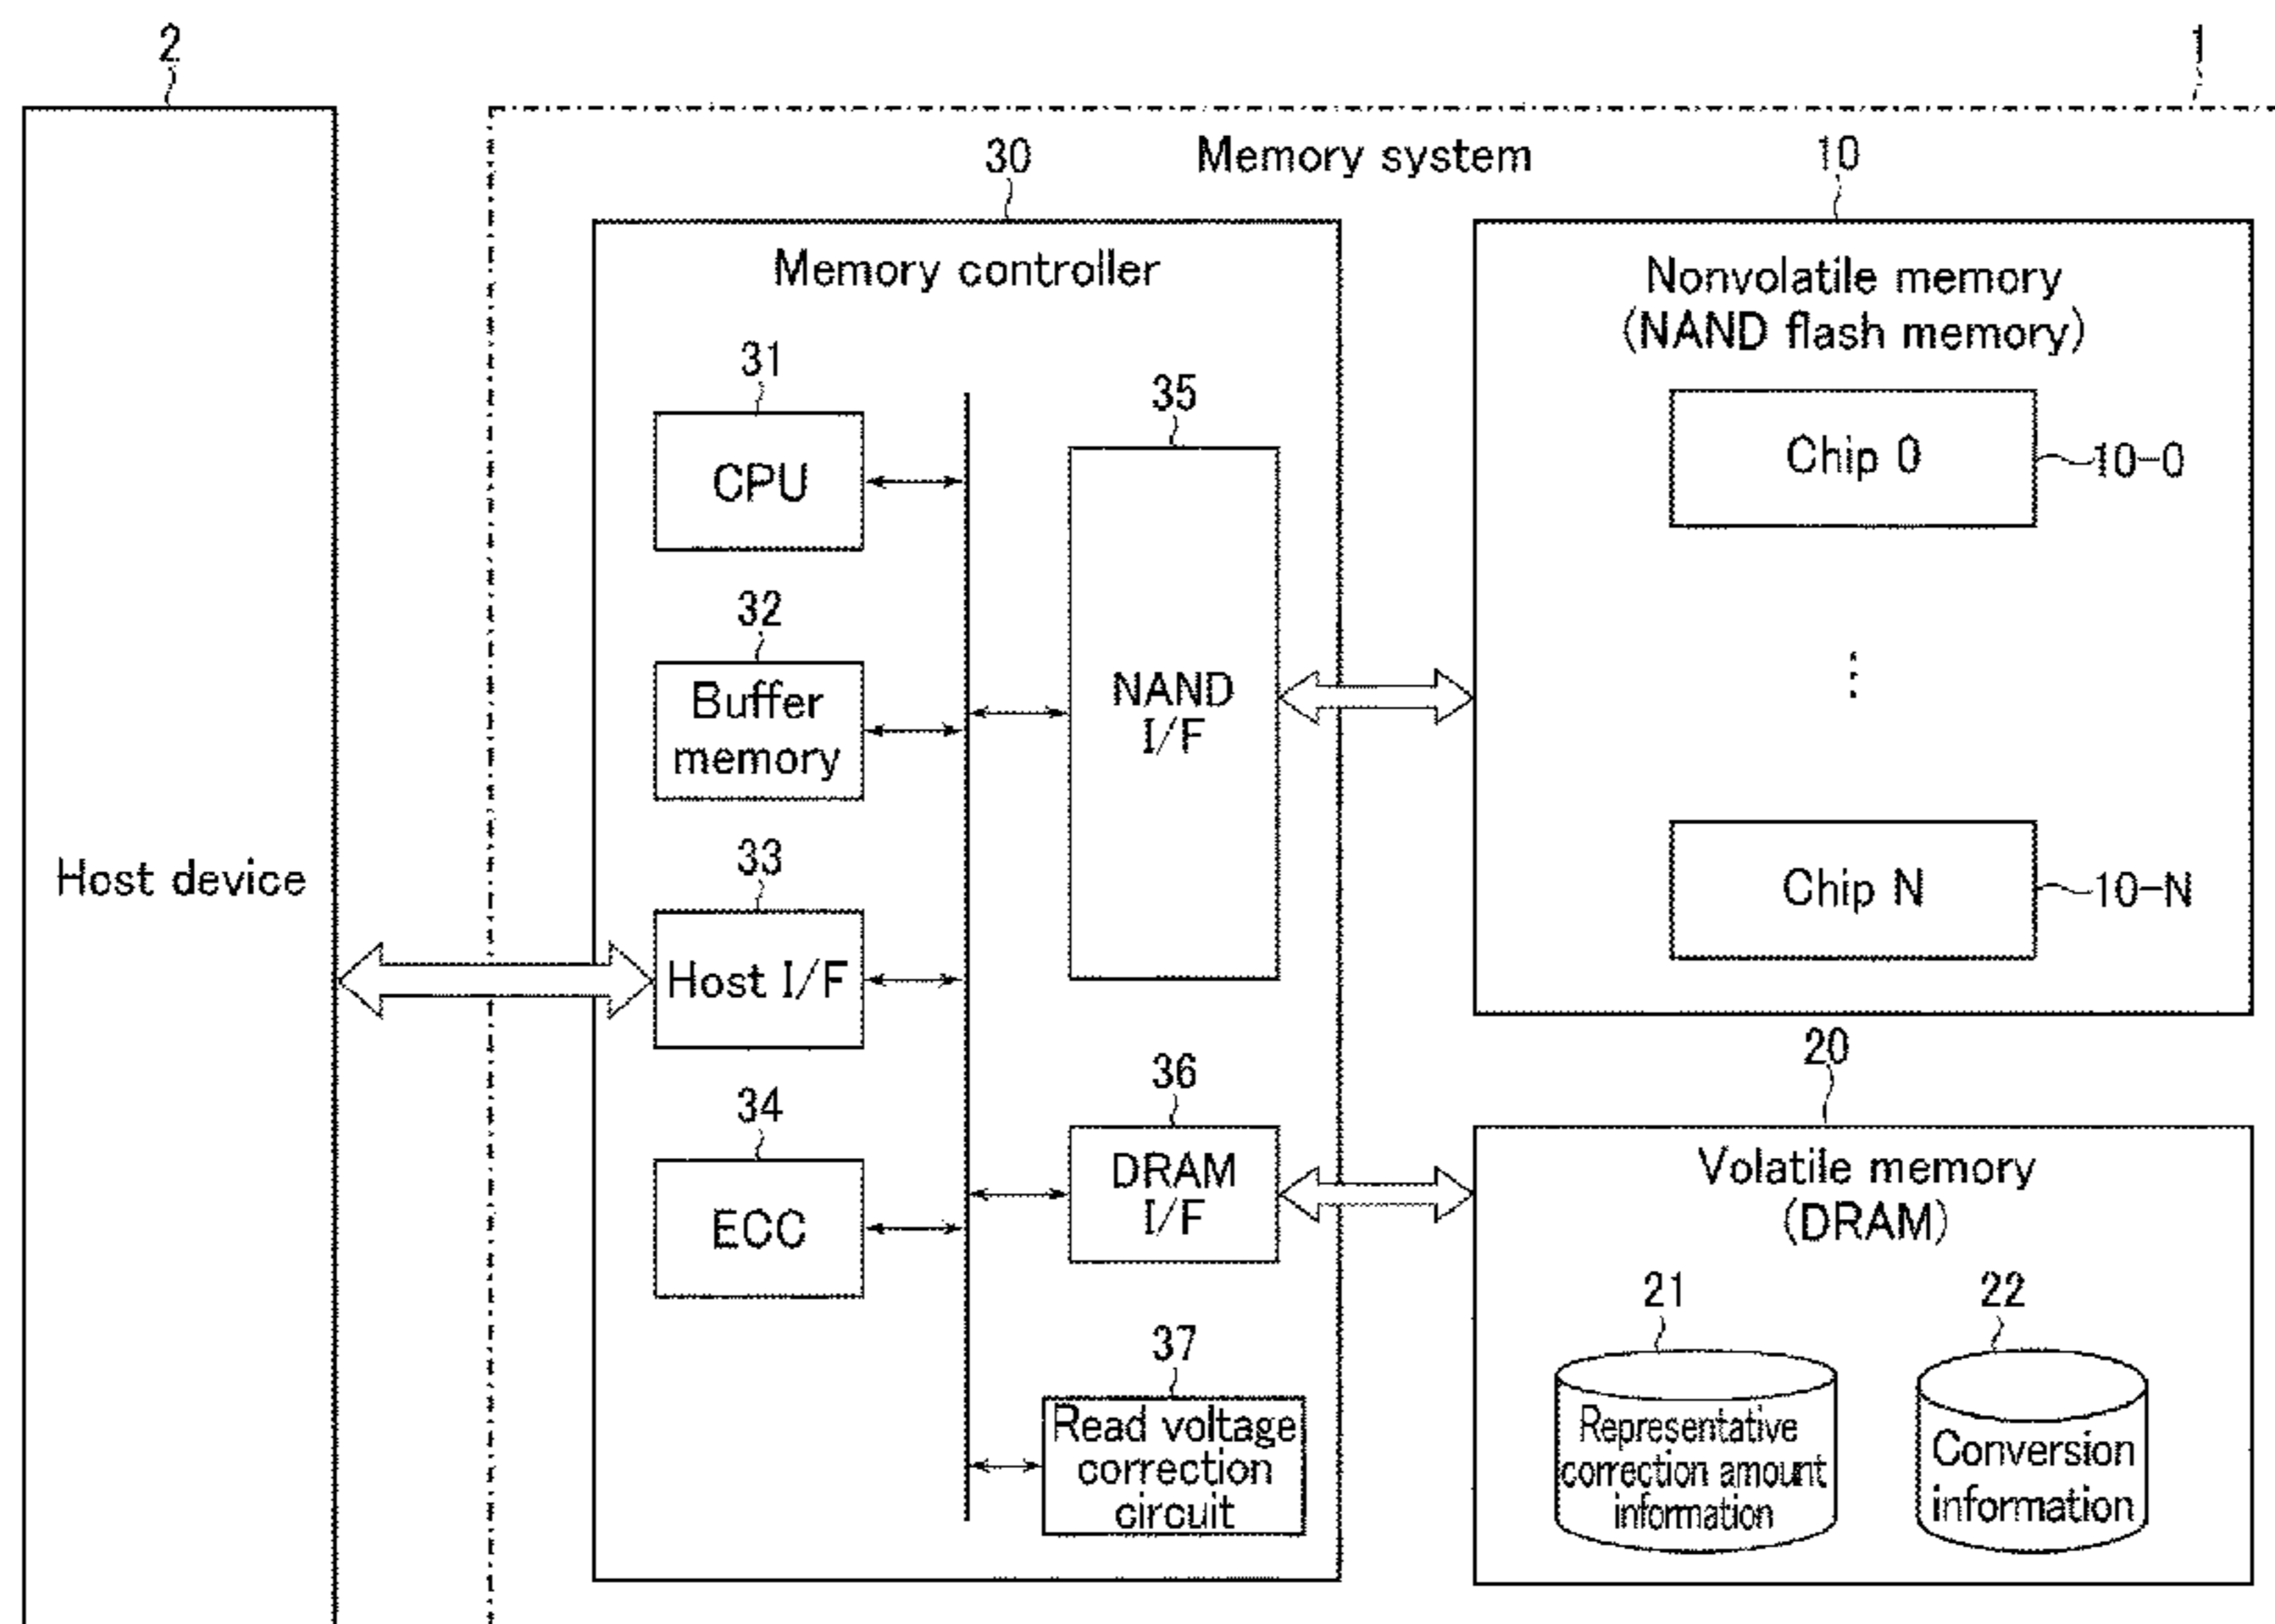 2
1
Memory system
30
10
Memory controller
Nonvolatile memory
(NAND flash memory)
31
CPU
35
NAND
I/F
Chip 0
10-0
32
Buffer
memory
⋮
Chip N
10-N
Host device
33
Host I/F
34
ECC
36
DRAM
I/F
20
Volatile memory
(DRAM)
37
Read voltage
correction
circuit
21
Representative
correction amount
information
22
Conversion
information